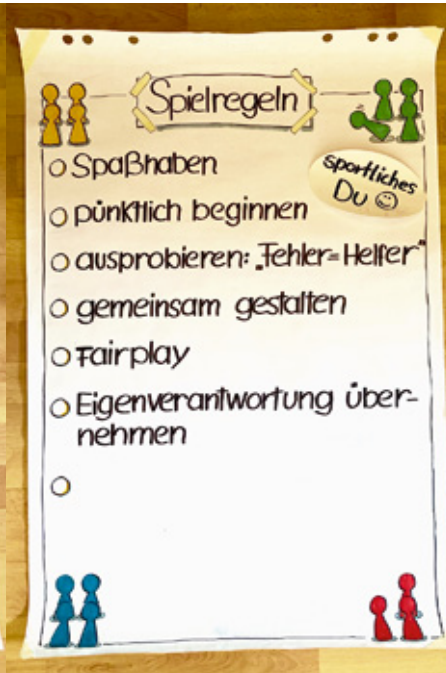 Spielregeln
Spaßhaben
sportliches
Du ☺
pünktlich beginnen
ausprobieren: „Fehler=Helfer"
gemeinsam gestalten
Fairplay
Eigenverantwortung über-
nehmen